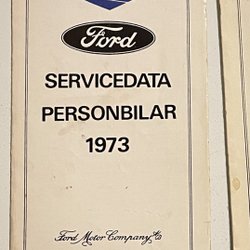 Ford
SERVICEDATA
PERSONBILAR
1973
Ford Motor Company A/S